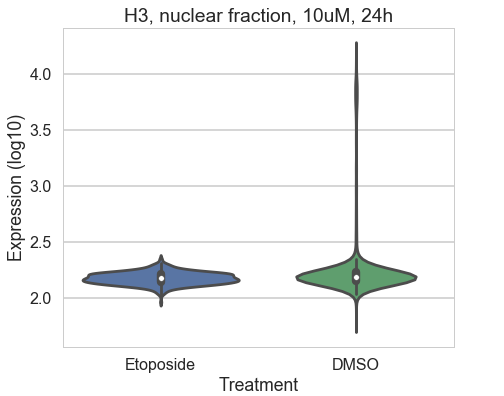 H3, nuclear fraction, 10uM, 24h
Expression (log10)
4.0
3.5
3.0
2.5
2.0
Etoposide
DMSO
Treatment